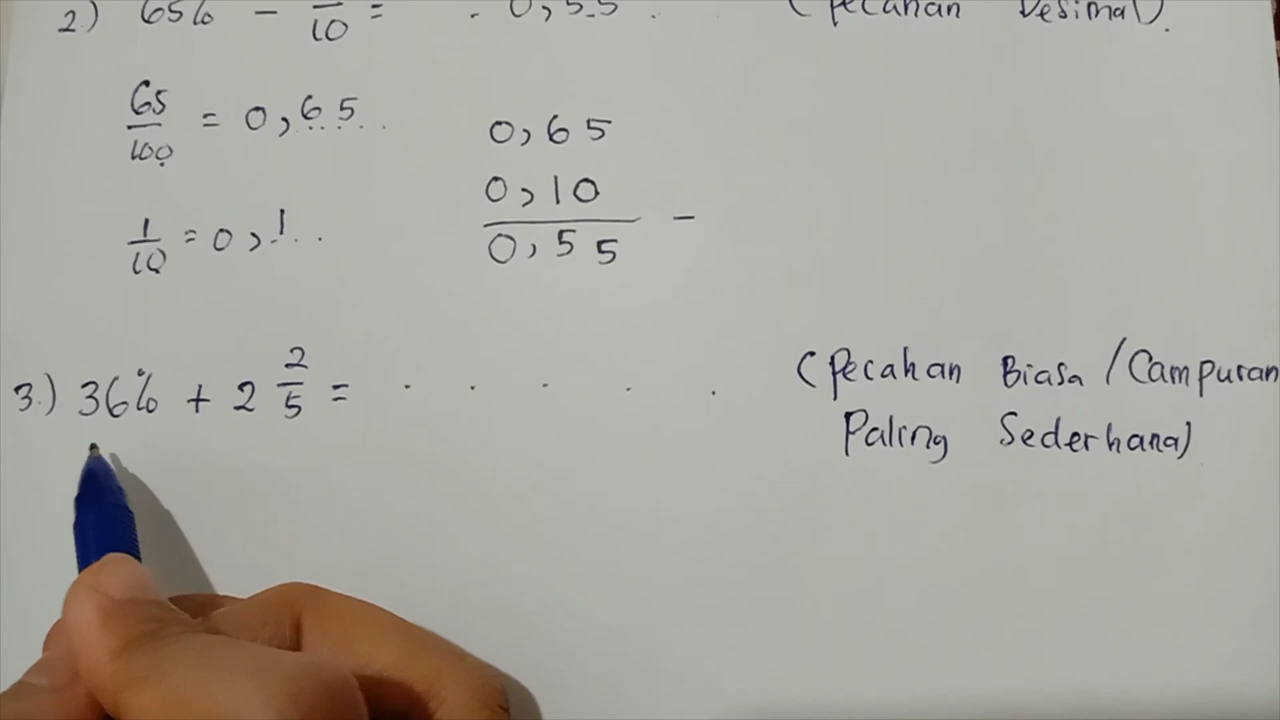 2.) 65% - /10 = . 0,55 . (Pecahan Desimal).
65/100 = 0,65...
0,65
0,10
1/10 = 0,1...
-
0,55
3.) 36% + 2 2/5 = . . . . . (Pecahan Biasa/Campuran
Paling Sederhana)